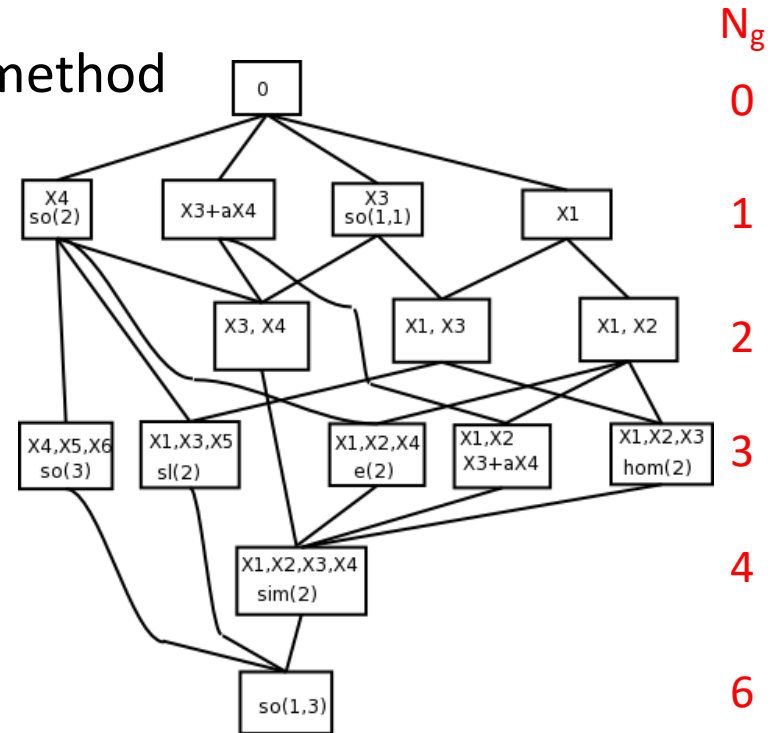 N_g
method
0
0
X4
so(2)
X3+aX4
X3
so(1,1)
X1
1
X3, X4
X1, X3
X1, X2
2
X4,X5,X6
so(3)
X1,X3,X5
sl(2)
X1,X2,X4
e(2)
X1,X2
X3+aX4
X1,X2,X3
hom(2)
3
X1,X2,X3,X4
sim(2)
4
so(1,3)
6